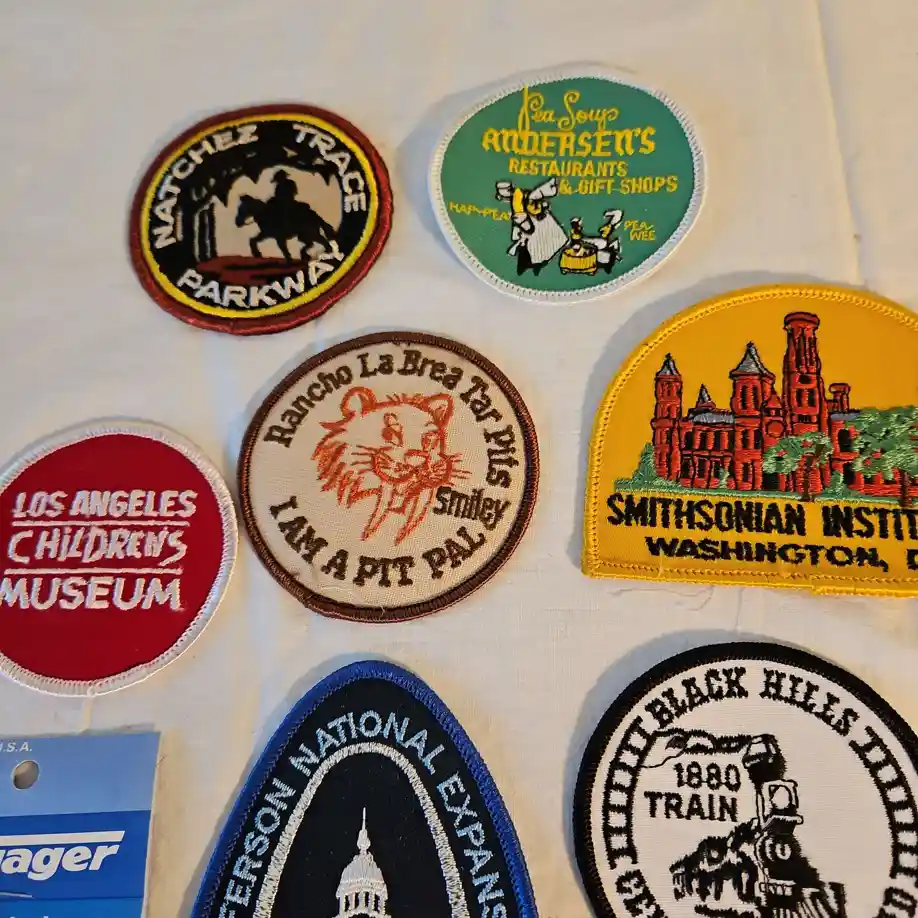 NATCHEZ TRACE
PARKWAY
Pea Soup
ANDERSEN'S
RESTAURANTS
& GIFT SHOPS
HAP-PEA
PEA-
WEE
Rancho La Brea Tar Pits
Smiley
I AM A PIT PAL
SMITHSONIAN INSTIT
WASHINGTON, D
LOS ANGELES
CHILDREN'S
MUSEUM
U.S.A.
ager
FERSON NATIONAL EXPANS
BLACK HILLS
1880
TRAIN